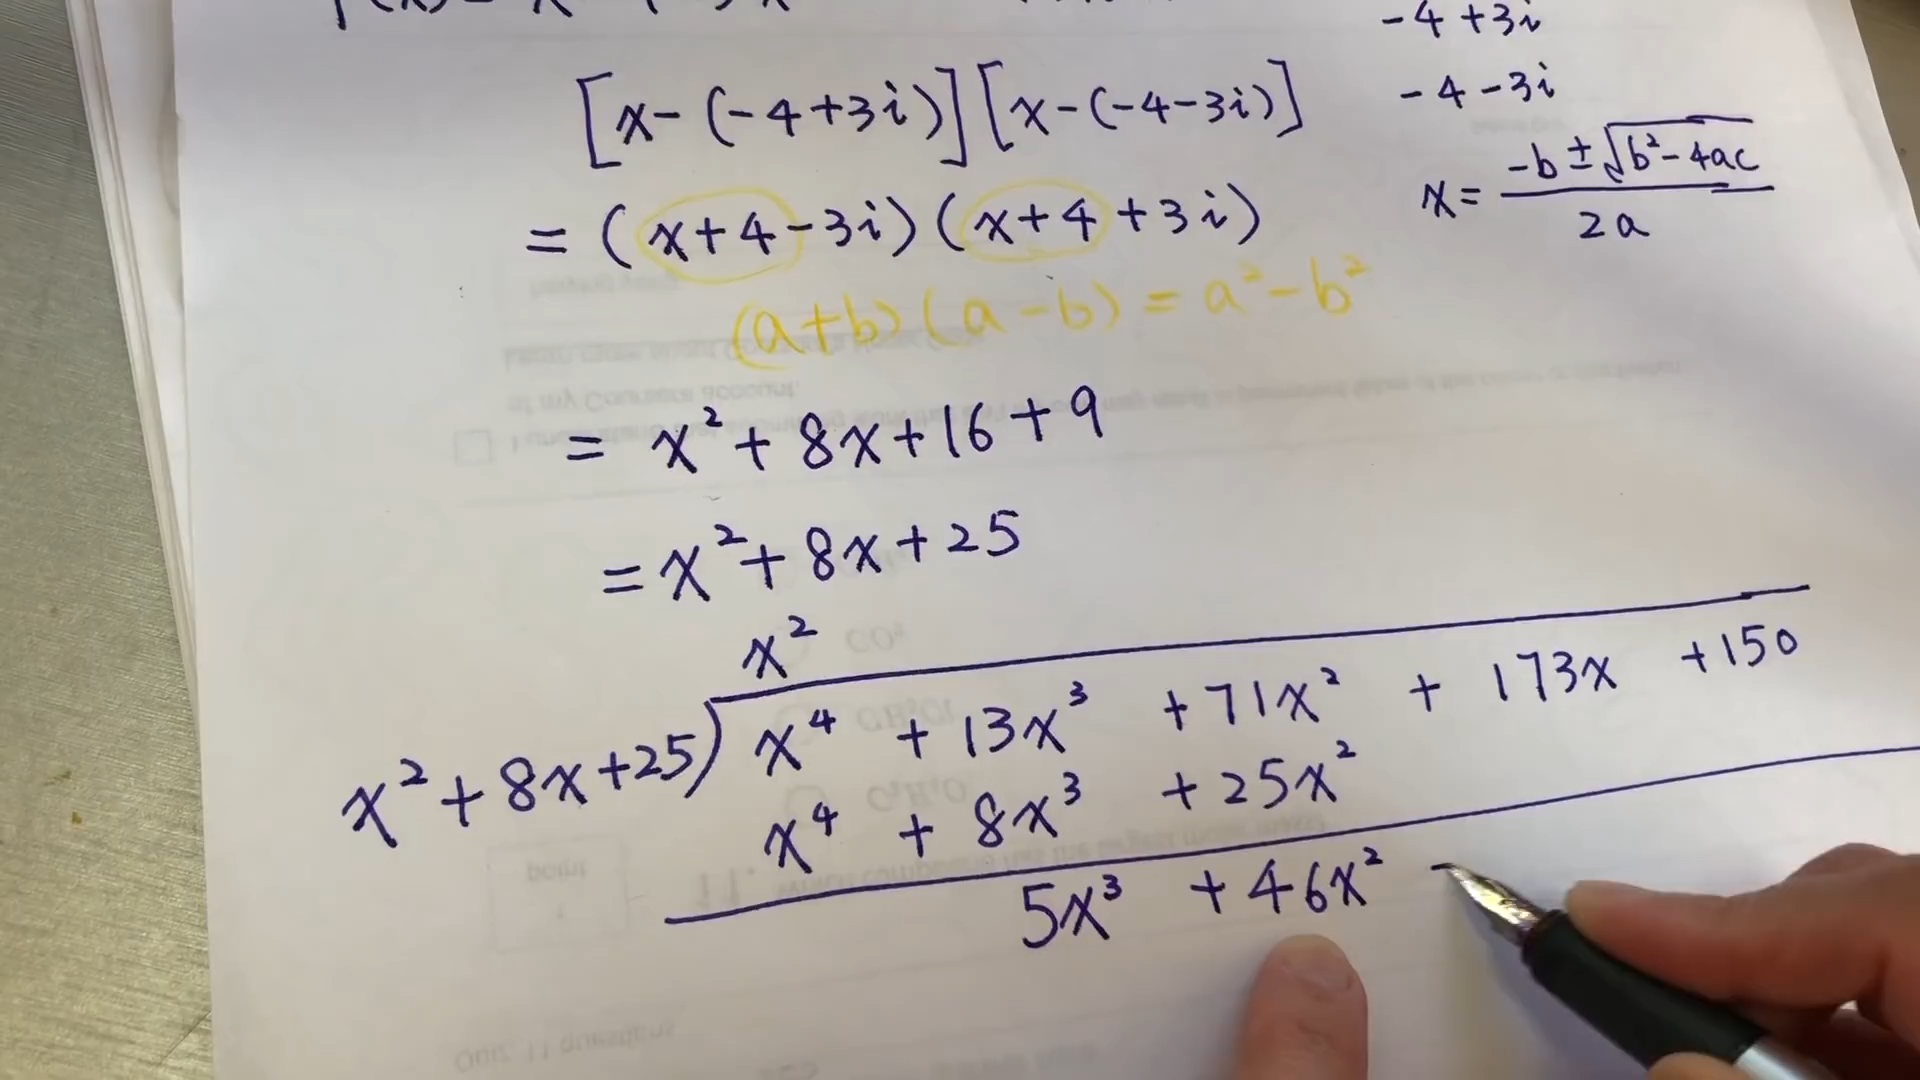 -4+3i
[x-(-4+3i)][x-(-4-3i)]
-4-3i
=(x+4-3i)(x+4+3i)
x= -b±√b²-4ac
2a
(a+b)(a-b)=a²-b²
= x²+8x+16+9
=x²+8x+25
x²
x²+8x+25)x⁴ +13x³ +71x² + 173x +150
x⁴ + 8x³ +25x²
5x³ +46x²